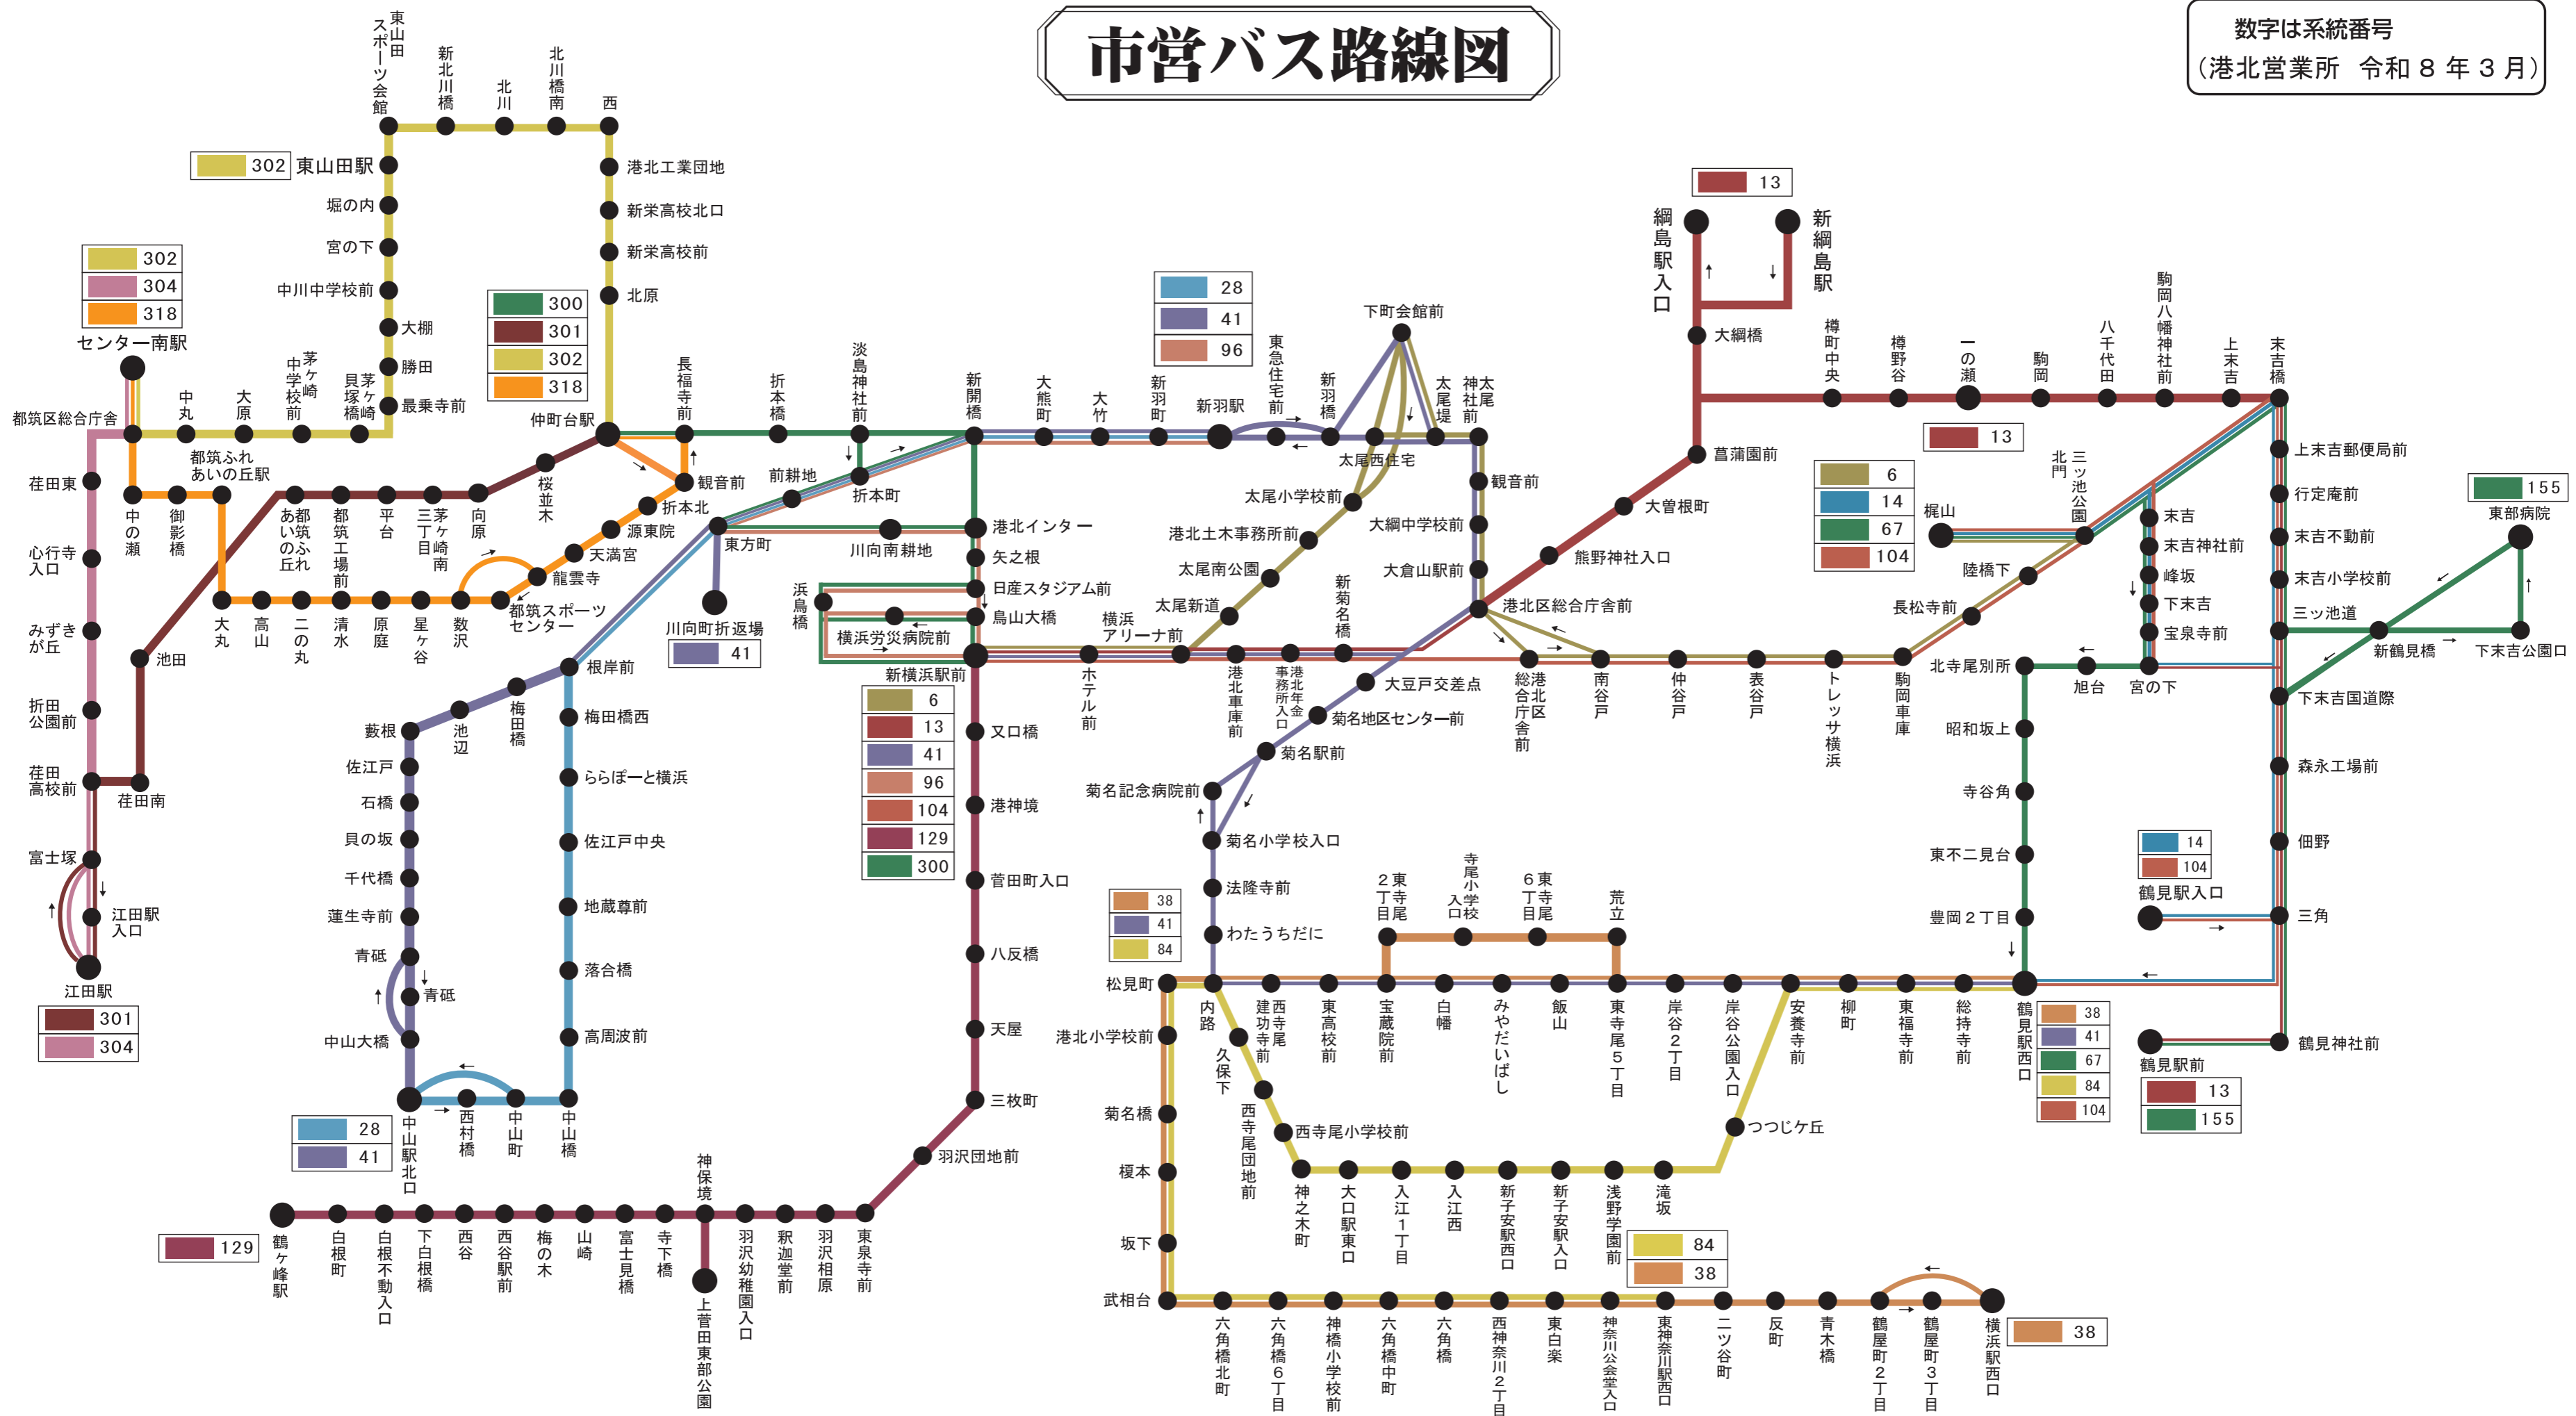 市営バス路線図
数字は系統番号
(港北営業所 令和8年3月)
東山田スポーツ会館
新北川橋
北川
北川橋南
西
302
東山田駅
堀の内
宮の下
中川中学校前
大棚
勝田
最乗寺前
港北工業団地
新栄高校北口
新栄高校前
北原
302
304
318
センター南駅
都筑区総合庁舎
中丸
大原
茅ヶ崎中学校前
茅ヶ崎貝塚橋
300
301
302
318
仲町台駅
長福寺前
折本橋
淡島神社前
新開橋
大熊町
大竹
新羽町
新羽駅
東急住宅前
新羽橋
28
41
96
下町会館前
太尾西住宅
太尾堤
太尾神社前
観音前
大綱中学校前
大倉山駅前
港北区総合庁舎前
太尾小学校前
港北土木事務所前
太尾南公園
太尾新道
13
綱島駅入口
新綱島駅
大綱橋
樽町中央
樽野谷
一の瀬
駒岡
八千代田
駒岡八幡神社前
上末吉
末吉橋
13
菖蒲園前
大曽根町
熊野神社入口
6
14
67
104
梶山
三ッ池公園北門
陸橋下
長松寺前
末吉
末吉神社前
峰坂
下末吉
宝泉寺前
宮の下
旭台
北寺尾別所
上末吉郵便局前
行定庵前
末吉不動前
末吉小学校前
三ッ池道
下末吉国道際
森永工場前
佃野
三角
鶴見神社前
155
東部病院
新鶴見橋
下末吉公園口
荏田東
心行寺入口
みずきが丘
折田公園前
荏田高校前
富士塚
江田駅入口
江田駅
301
304
中の瀬
御影橋
都筑ふれあいの丘駅
大丸
高山
二の丸
清水
原庭
星ヶ谷
数沢
都筑スポーツセンター
龍雲寺
天満宮
源東院
折本北
観音前
都筑ふれあいの丘
都筑工場前
平台
茅ヶ崎南三丁目
向原
桜並木
池田
荏田南
前耕地
折本町
東方町
川向南耕地
港北インター
矢之根
日産スタジアム前
鳥山大橋
浜鳥橋
横浜労災病院前
新横浜駅前
川向町折返場
41
6
13
41
96
104
129
300
ホテル前
横浜アリーナ前
港北車庫前
港北年金事務所入口
新菊名橋
大豆戸交差点
菊名地区センター前
菊名駅前
菊名記念病院前
菊名小学校入口
法隆寺前
わたうちだに
港北区総合庁舎前
南谷戸
仲谷戸
表谷戸
トレッサ横浜
駒岡車庫
根岸前
梅田橋
池辺
藪根
佐江戸
石橋
貝の坂
千代橋
蓮生寺前
青砥
青砥
中山大橋
28
41
中山駅北口
西村橋
中山町
中山橋
梅田橋西
ららぽーと横浜
佐江戸中央
地蔵尊前
落合橋
高周波前
又口橋
港神境
菅田町入口
八反橋
天屋
三枚町
羽沢団地前
129
鶴ヶ峰駅
白根町
白根不動入口
下白根橋
西谷
西谷駅前
梅の木
山崎
富士見橋
寺下橋
神保境
上菅田東部公園
羽沢幼稚園入口
釈迦堂前
羽沢相原
東泉寺前
38
41
84
松見町
内路
西寺尾建功寺前
東高校前
宝蔵院前
白幡
みやだいばし
飯山
東寺尾5丁目
岸谷2丁目
岸谷公園入口
安養寺前
柳町
東福寺前
総持寺前
鶴見駅西口
東寺尾2丁目
寺尾小学校入口
東寺尾6丁目
荒立
昭和坂上
寺谷角
東不二見台
豊岡2丁目
38
41
67
84
104
14
104
鶴見駅入口
鶴見駅前
13
155
港北小学校前
菊名橋
榎本
坂下
武相台
久保下
西寺尾団地前
西寺尾小学校前
神之木町
大口駅東口
入江1丁目
入江西
新子安駅西口
新子安駅入口
浅野学園前
滝坂
つつじケ丘
84
38
六角橋北町
六角橋6丁目
神橋小学校前
六角橋中町
六角橋
西神奈川2丁目
東白楽
神奈川公会堂入口
東神奈川駅西口
二ツ谷町
反町
青木橋
鶴屋町2丁目
鶴屋町3丁目
横浜駅西口
38